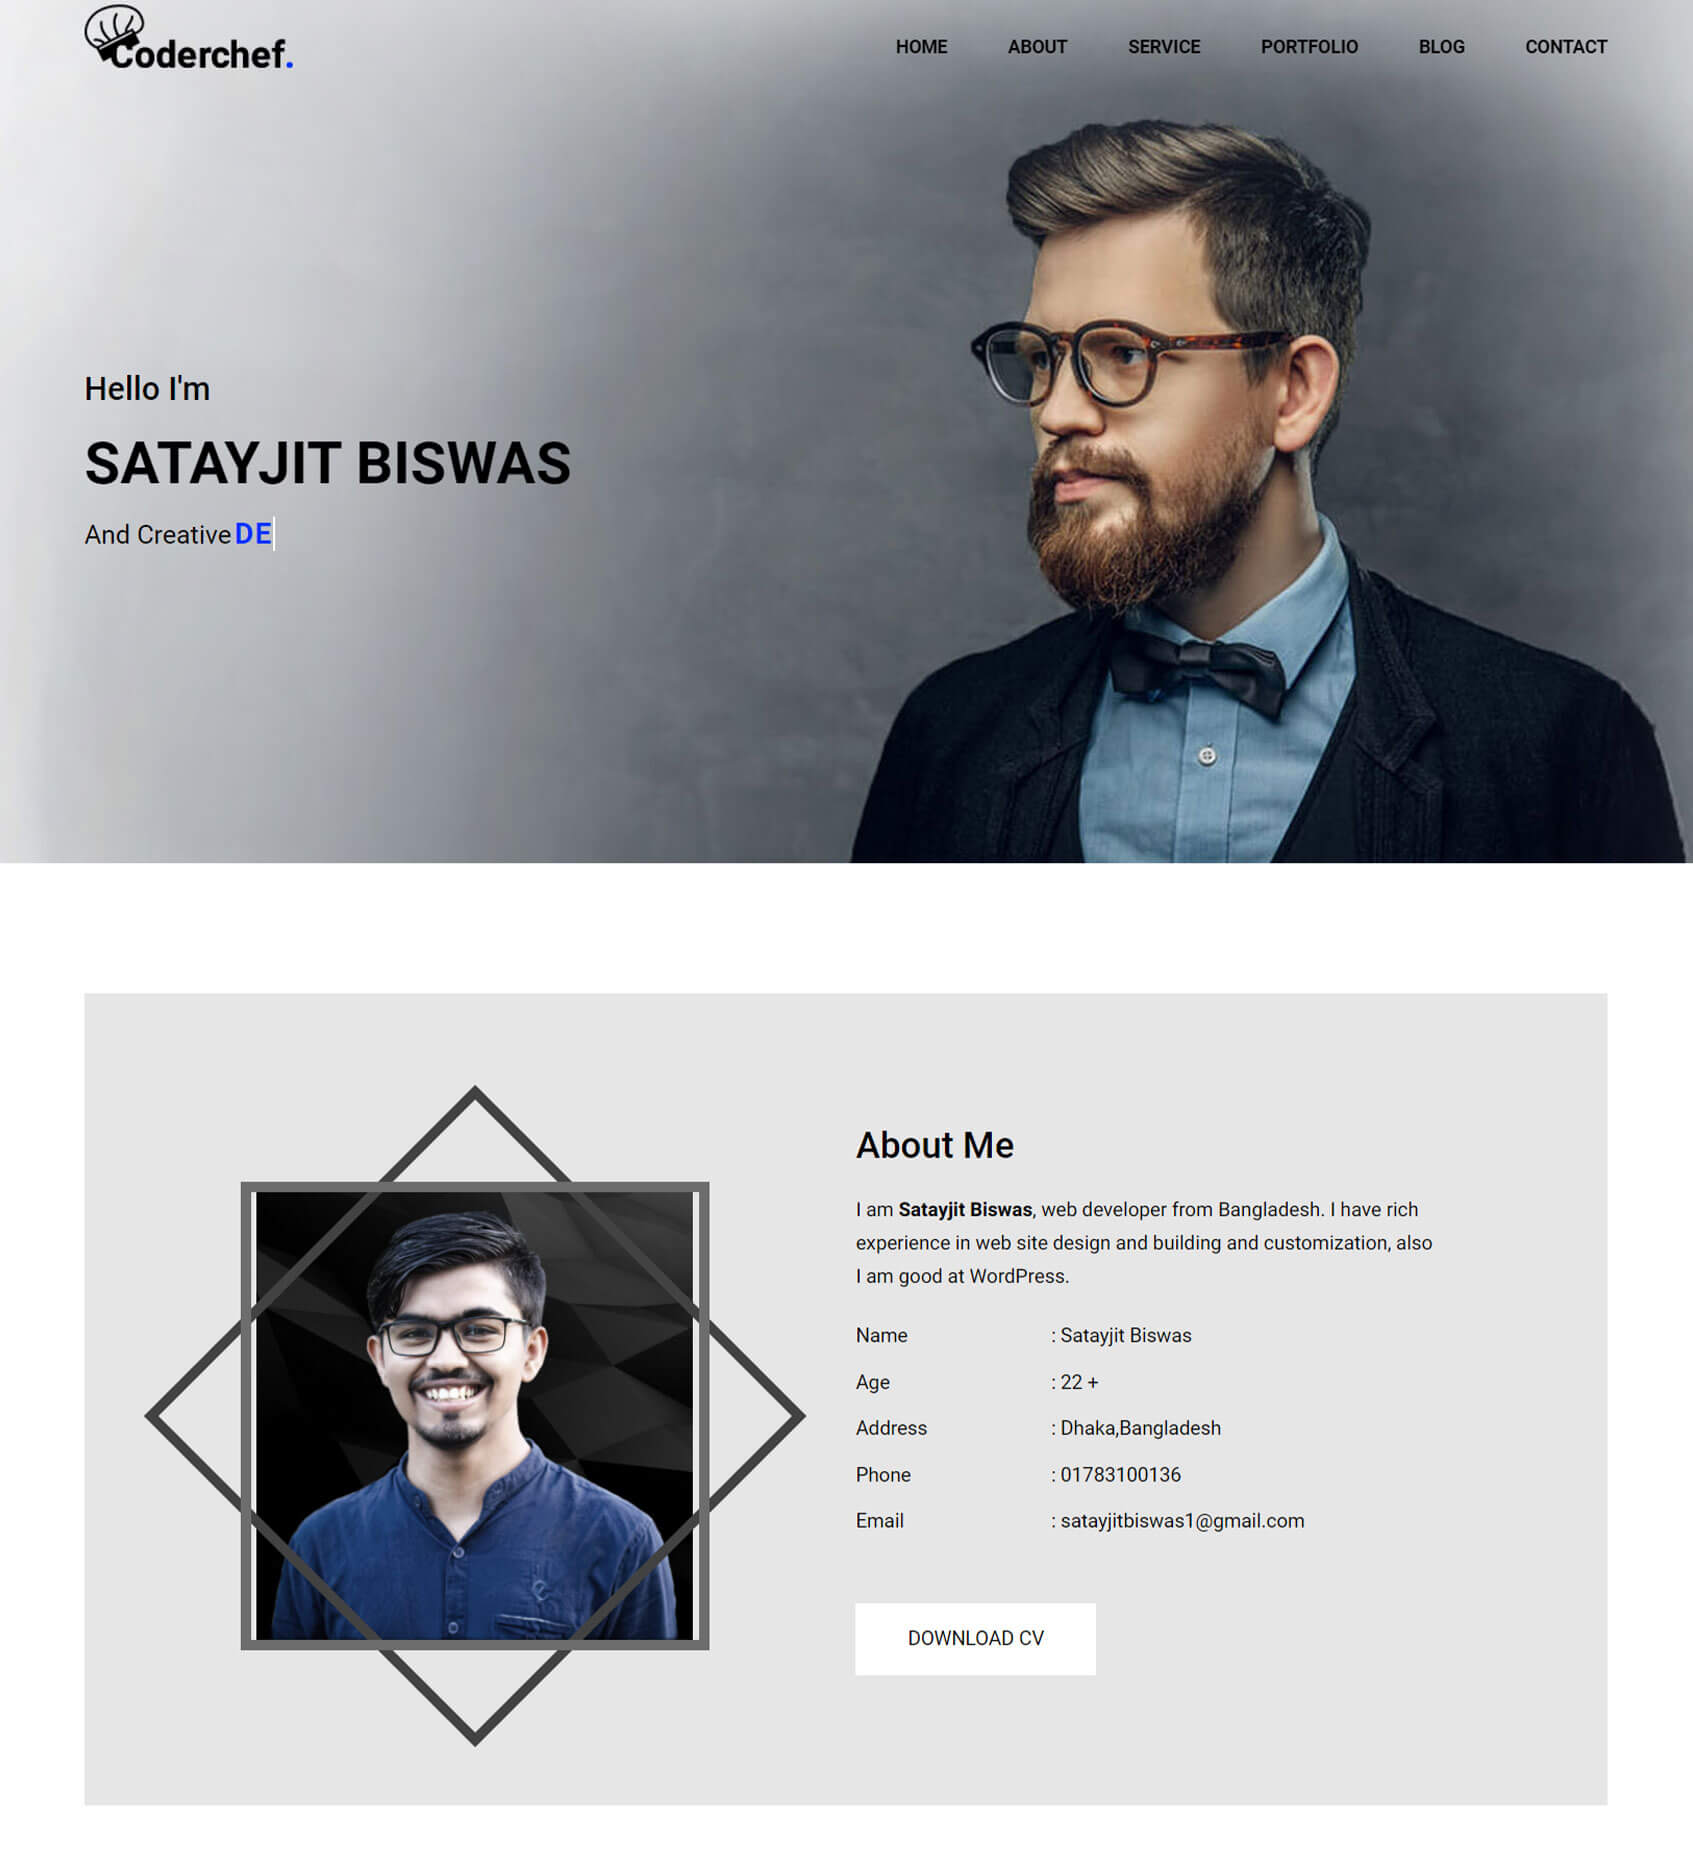 Coderchef.
HOME ABOUT SERVICE PORTFOLIO BLOG CONTACT
Hello I'm
SATAYJIT BISWAS
And Creative DE
About Me
I am Satayjit Biswas, web developer from Bangladesh. I have rich
experience in web site design and building and customization, also
I am good at WordPress.
Name : Satayjit Biswas
Age : 22 +
Address : Dhaka,Bangladesh
Phone : 01783100136
Email : satayjitbiswas1@gmail.com
DOWNLOAD CV